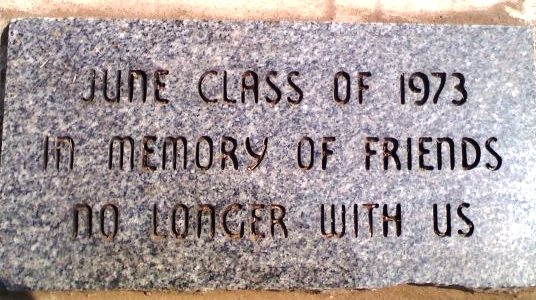 JUNE CLASS OF 1973
IN MEMORY OF FRIENDS
NO LONGER WITH US